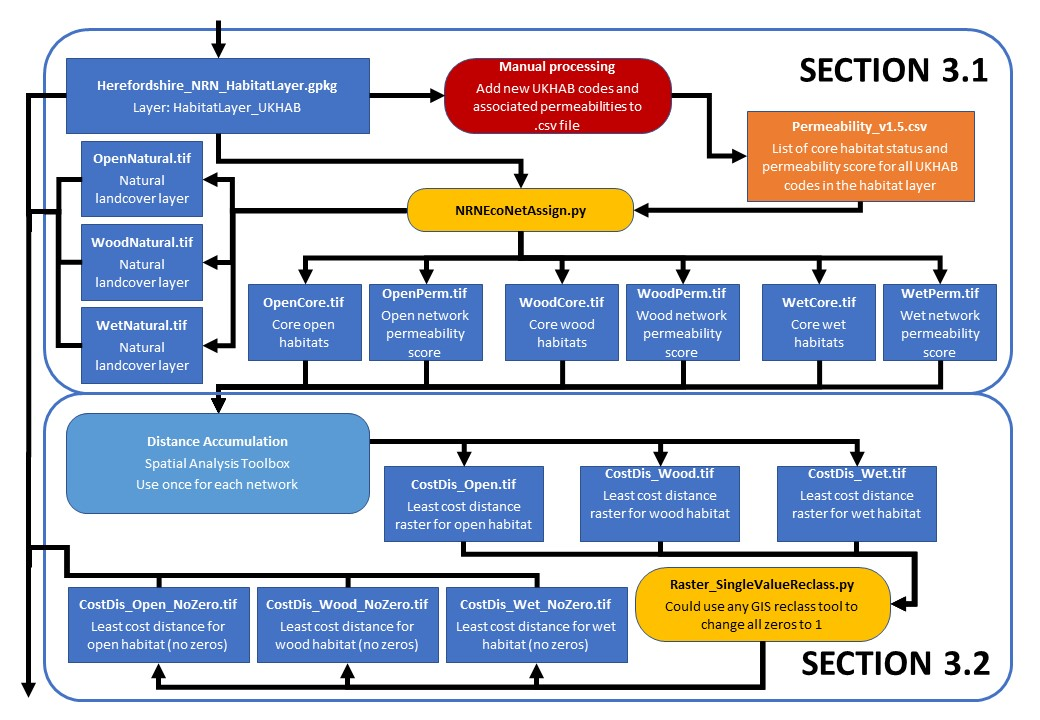 SECTION 3.1
Herefordshire_NRN_HabitatLayer.gpkg
Layer: HabitatLayer_UKHAB
Manual processing
Add new UKHAB codes and
associated permeabilities to
.csv file
Permeability_v1.5.csv
List of core habitat status and
permeability score for all UKHAB
codes in the habitat layer
OpenNatural.tif
Natural
landcover layer
WoodNatural.tif
Natural
landcover layer
WetNatural.tif
Natural
landcover layer
NRNEcoNetAssign.py
OpenCore.tif
Core open
habitats
OpenPerm.tif
Open network
permeability
score
WoodCore.tif
Core wood
habitats
WoodPerm.tif
Wood network
permeability
score
WetCore.tif
Core wet
habitats
WetPerm.tif
Wet network
permeability
score
Distance Accumulation
Spatial Analysis Toolbox
Use once for each network
CostDis_Open.tif
Least cost distance
raster for open habitat
CostDis_Wood.tif
Least cost distance
raster for wood habitat
CostDis_Wet.tif
Least cost distance
raster for wet habitat
Raster_SingleValueReclass.py
Could use any GIS reclass tool to
change all zeros to 1
CostDis_Open_NoZero.tif
Least cost distance for
open habitat (no zeros)
CostDis_Wood_NoZero.tif
Least cost distance for
wood habitat (no zeros)
CostDis_Wet_NoZero.tif
Least cost distance for wet
habitat (no zeros)
SECTION 3.2